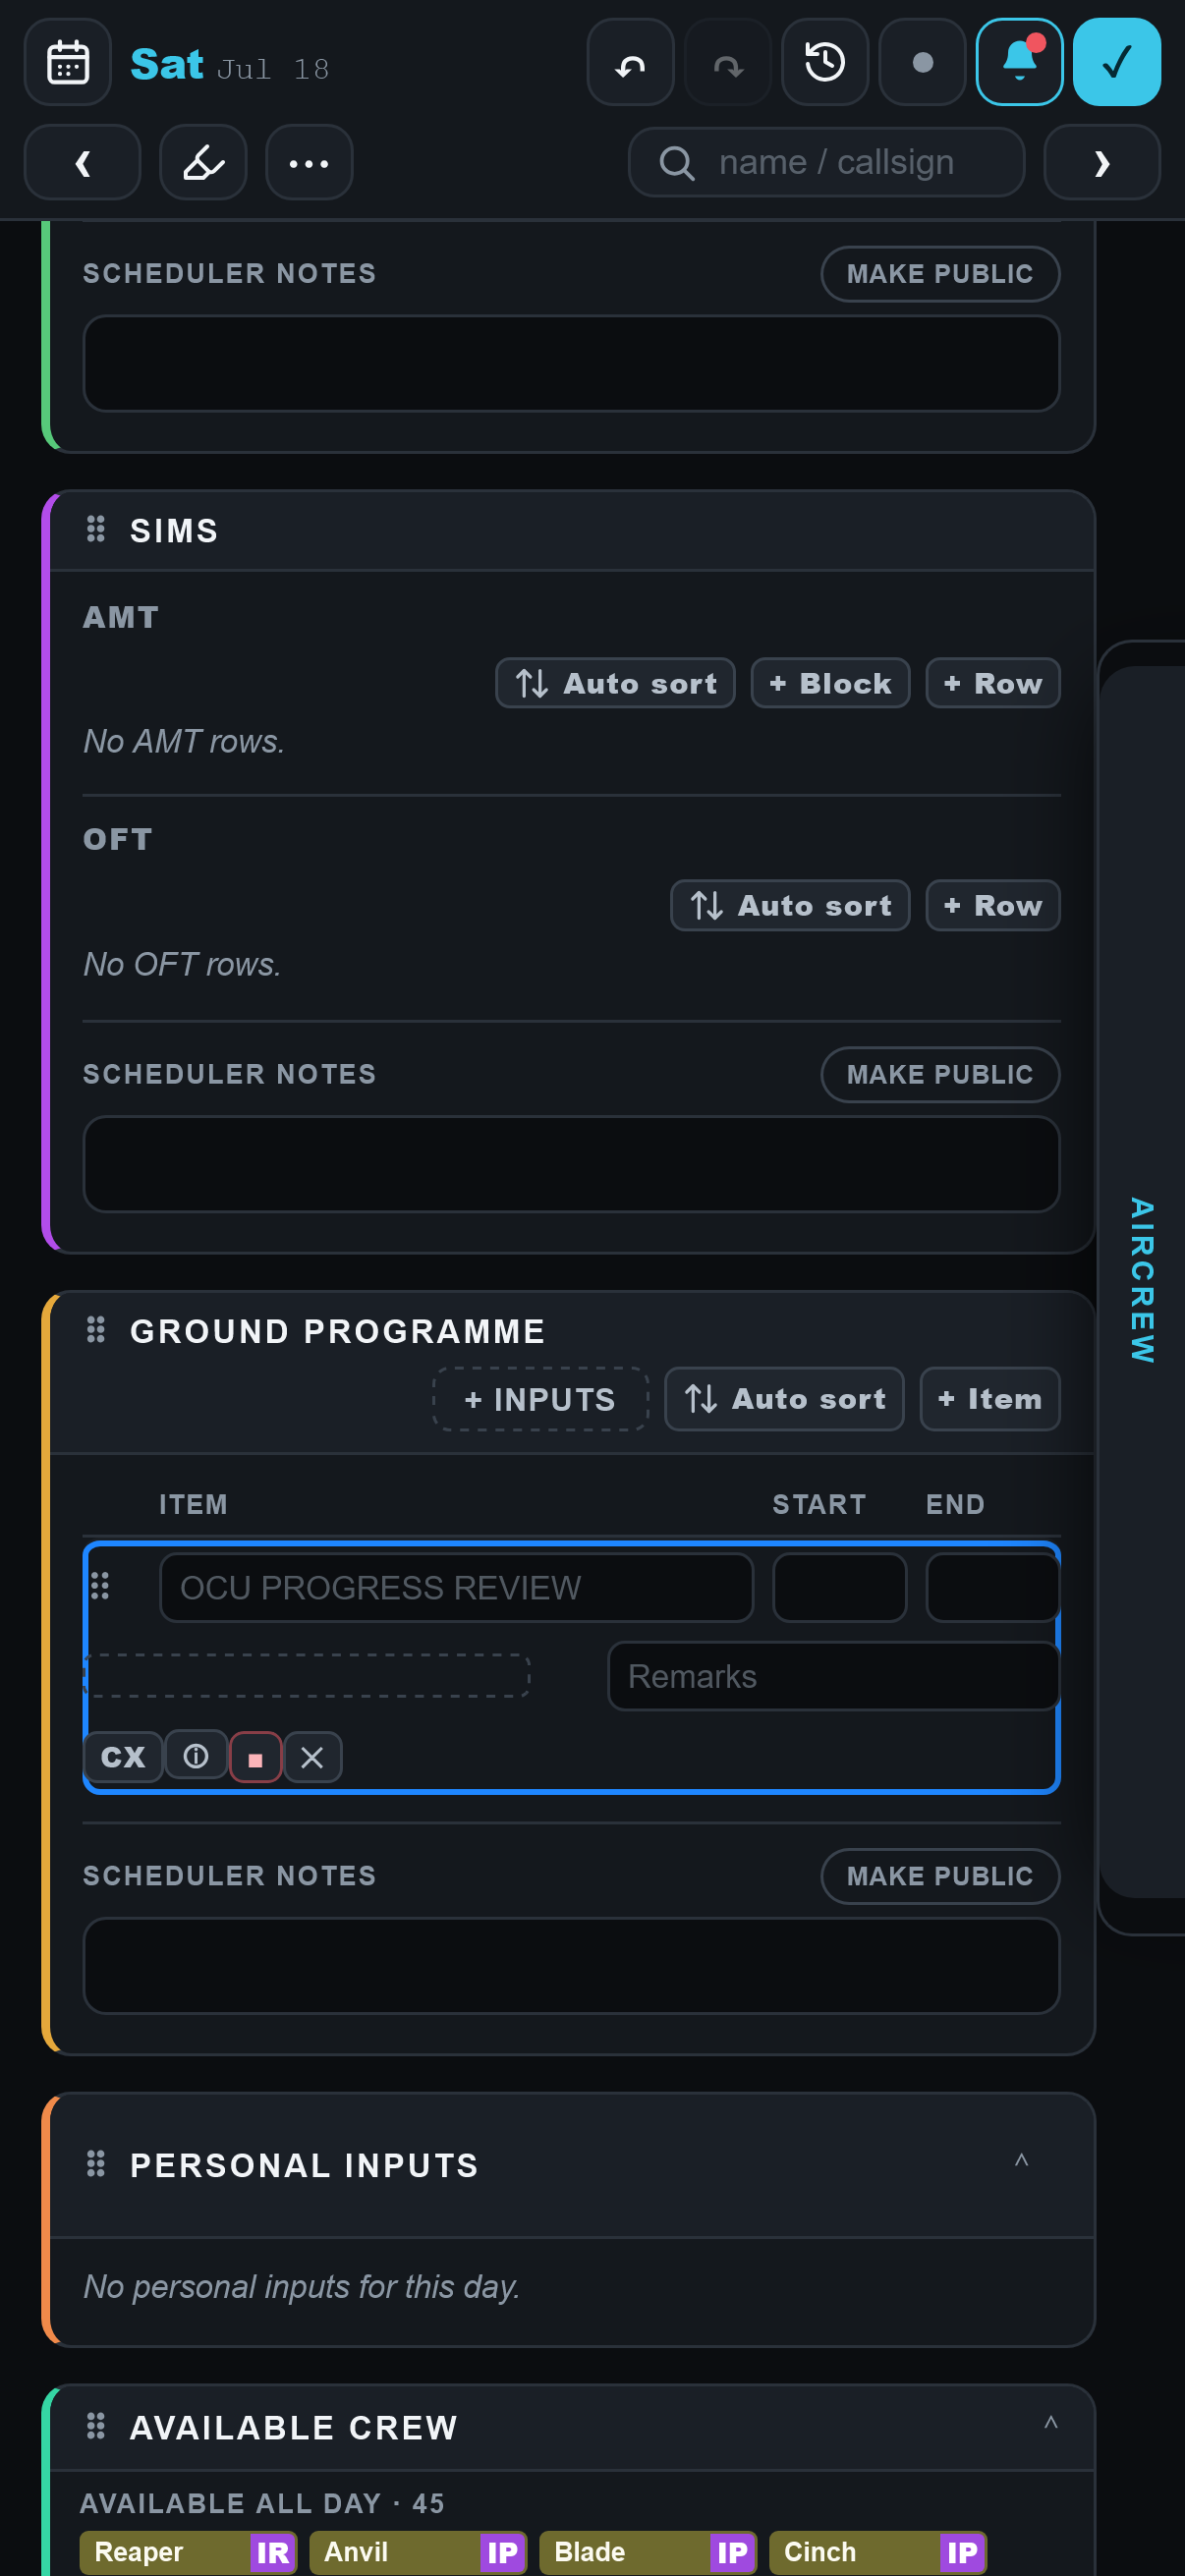 Sat Jul 18
name / callsign
SCHEDULER NOTES MAKE PUBLIC
SIMS
AMT
Auto sort + Block + Row
No AMT rows.
OFT
Auto sort + Row
No OFT rows.
SCHEDULER NOTES MAKE PUBLIC
AIRCREW
GROUND PROGRAMME
+ INPUTS Auto sort + Item
ITEM START END
OCU PROGRESS REVIEW
Remarks
CX
SCHEDULER NOTES MAKE PUBLIC
PERSONAL INPUTS
No personal inputs for this day.
AVAILABLE CREW
AVAILABLE ALL DAY · 45
Reaper IR Anvil IP Blade IP Cinch IP